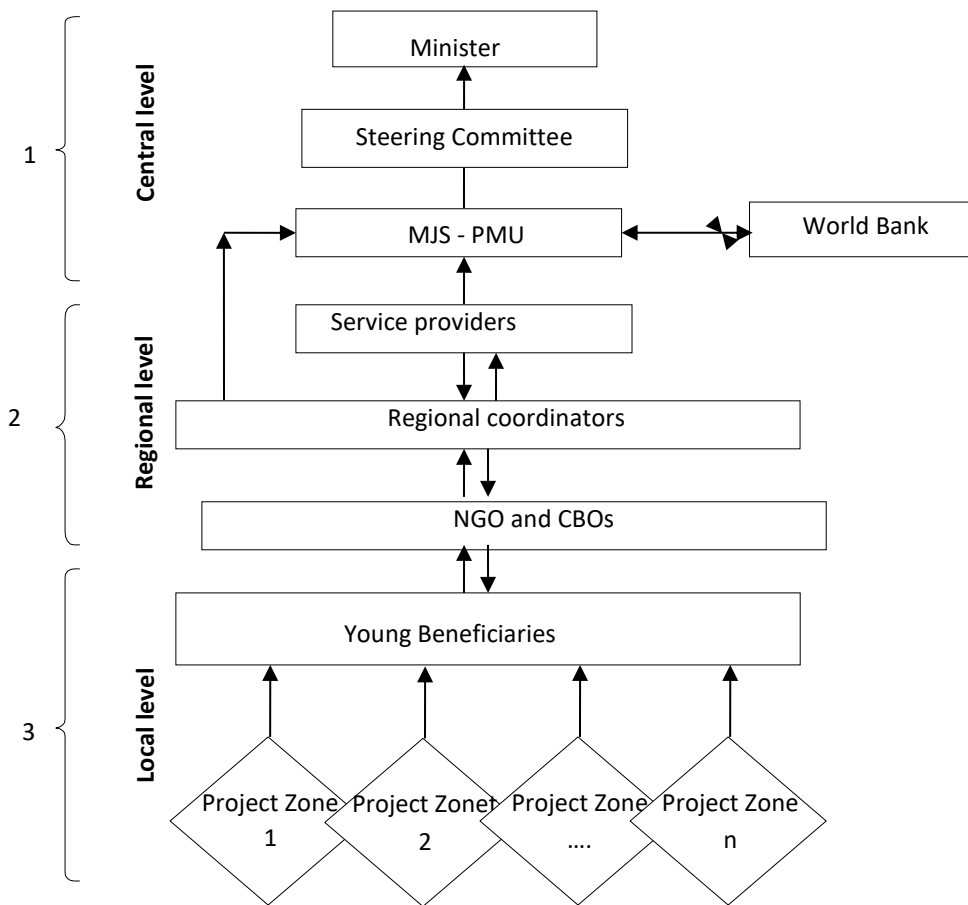 Minister
Central level
Steering Committee
1
MJS - PMU
World Bank
Service providers
Regional level
2
Regional coordinators
NGO and CBOs
Young Beneficiaries
Local level
3
Project Zone
1
Project Zonet
2
Project Zone
....
Project Zone
n